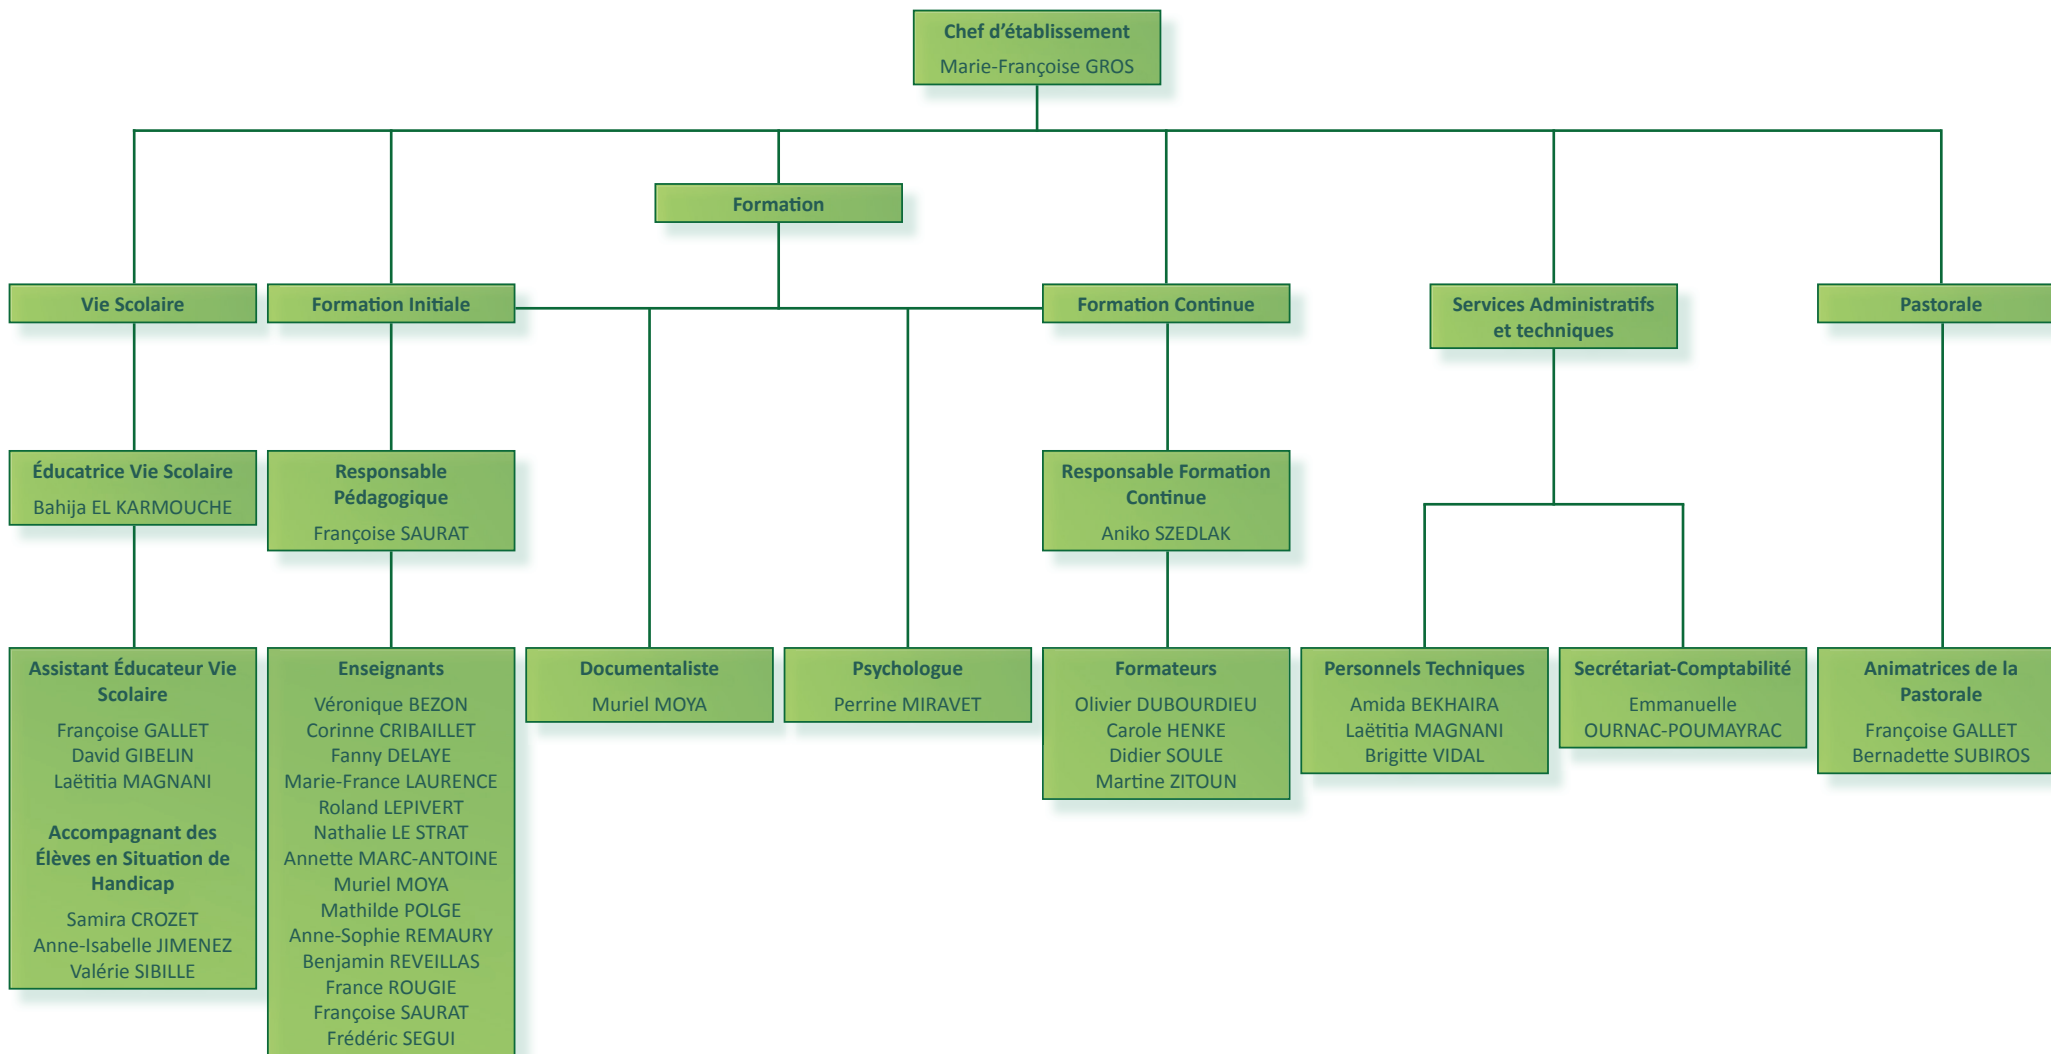 Chef d'établissement
Marie-Françoise GROS
Formation
Vie Scolaire
Formation Initiale
Formation Continue
Services Administratifs
et techniques
Pastorale
Éducatrice Vie Scolaire
Bahija EL KARMOUCHE
Responsable
Pédagogique
Françoise SAURAT
Responsable Formation
Continue
Aniko SZEDLAK
Assistant Éducateur Vie
Scolaire
Françoise GALLET
David GIBELIN
Laëtitia MAGNANI
Accompagnant des
Élèves en Situation de
Handicap
Samira CROZET
Anne-Isabelle JIMENEZ
Valérie SIBILLE
Enseignants
Véronique BEZON
Corinne CRIBAILLET
Fanny DELAYE
Marie-France LAURENCE
Roland LEPIVERT
Nathalie LE STRAT
Annette MARC-ANTOINE
Muriel MOYA
Mathilde POLGE
Anne-Sophie REMAURY
Benjamin REVEILLAS
France ROUGIE
Françoise SAURAT
Frédéric SEGUI
Documentaliste
Muriel MOYA
Psychologue
Perrine MIRAVET
Formateurs
Olivier DUBOURDIEU
Carole HENKE
Didier SOULE
Martine ZITOUN
Personnels Techniques
Amida BEKHAIRA
Laëtitia MAGNANI
Brigitte VIDAL
Secrétariat-Comptabilité
Emmanuelle
OURNAC-POUMAYRAC
Animatrices de la
Pastorale
Françoise GALLET
Bernadette SUBIROS